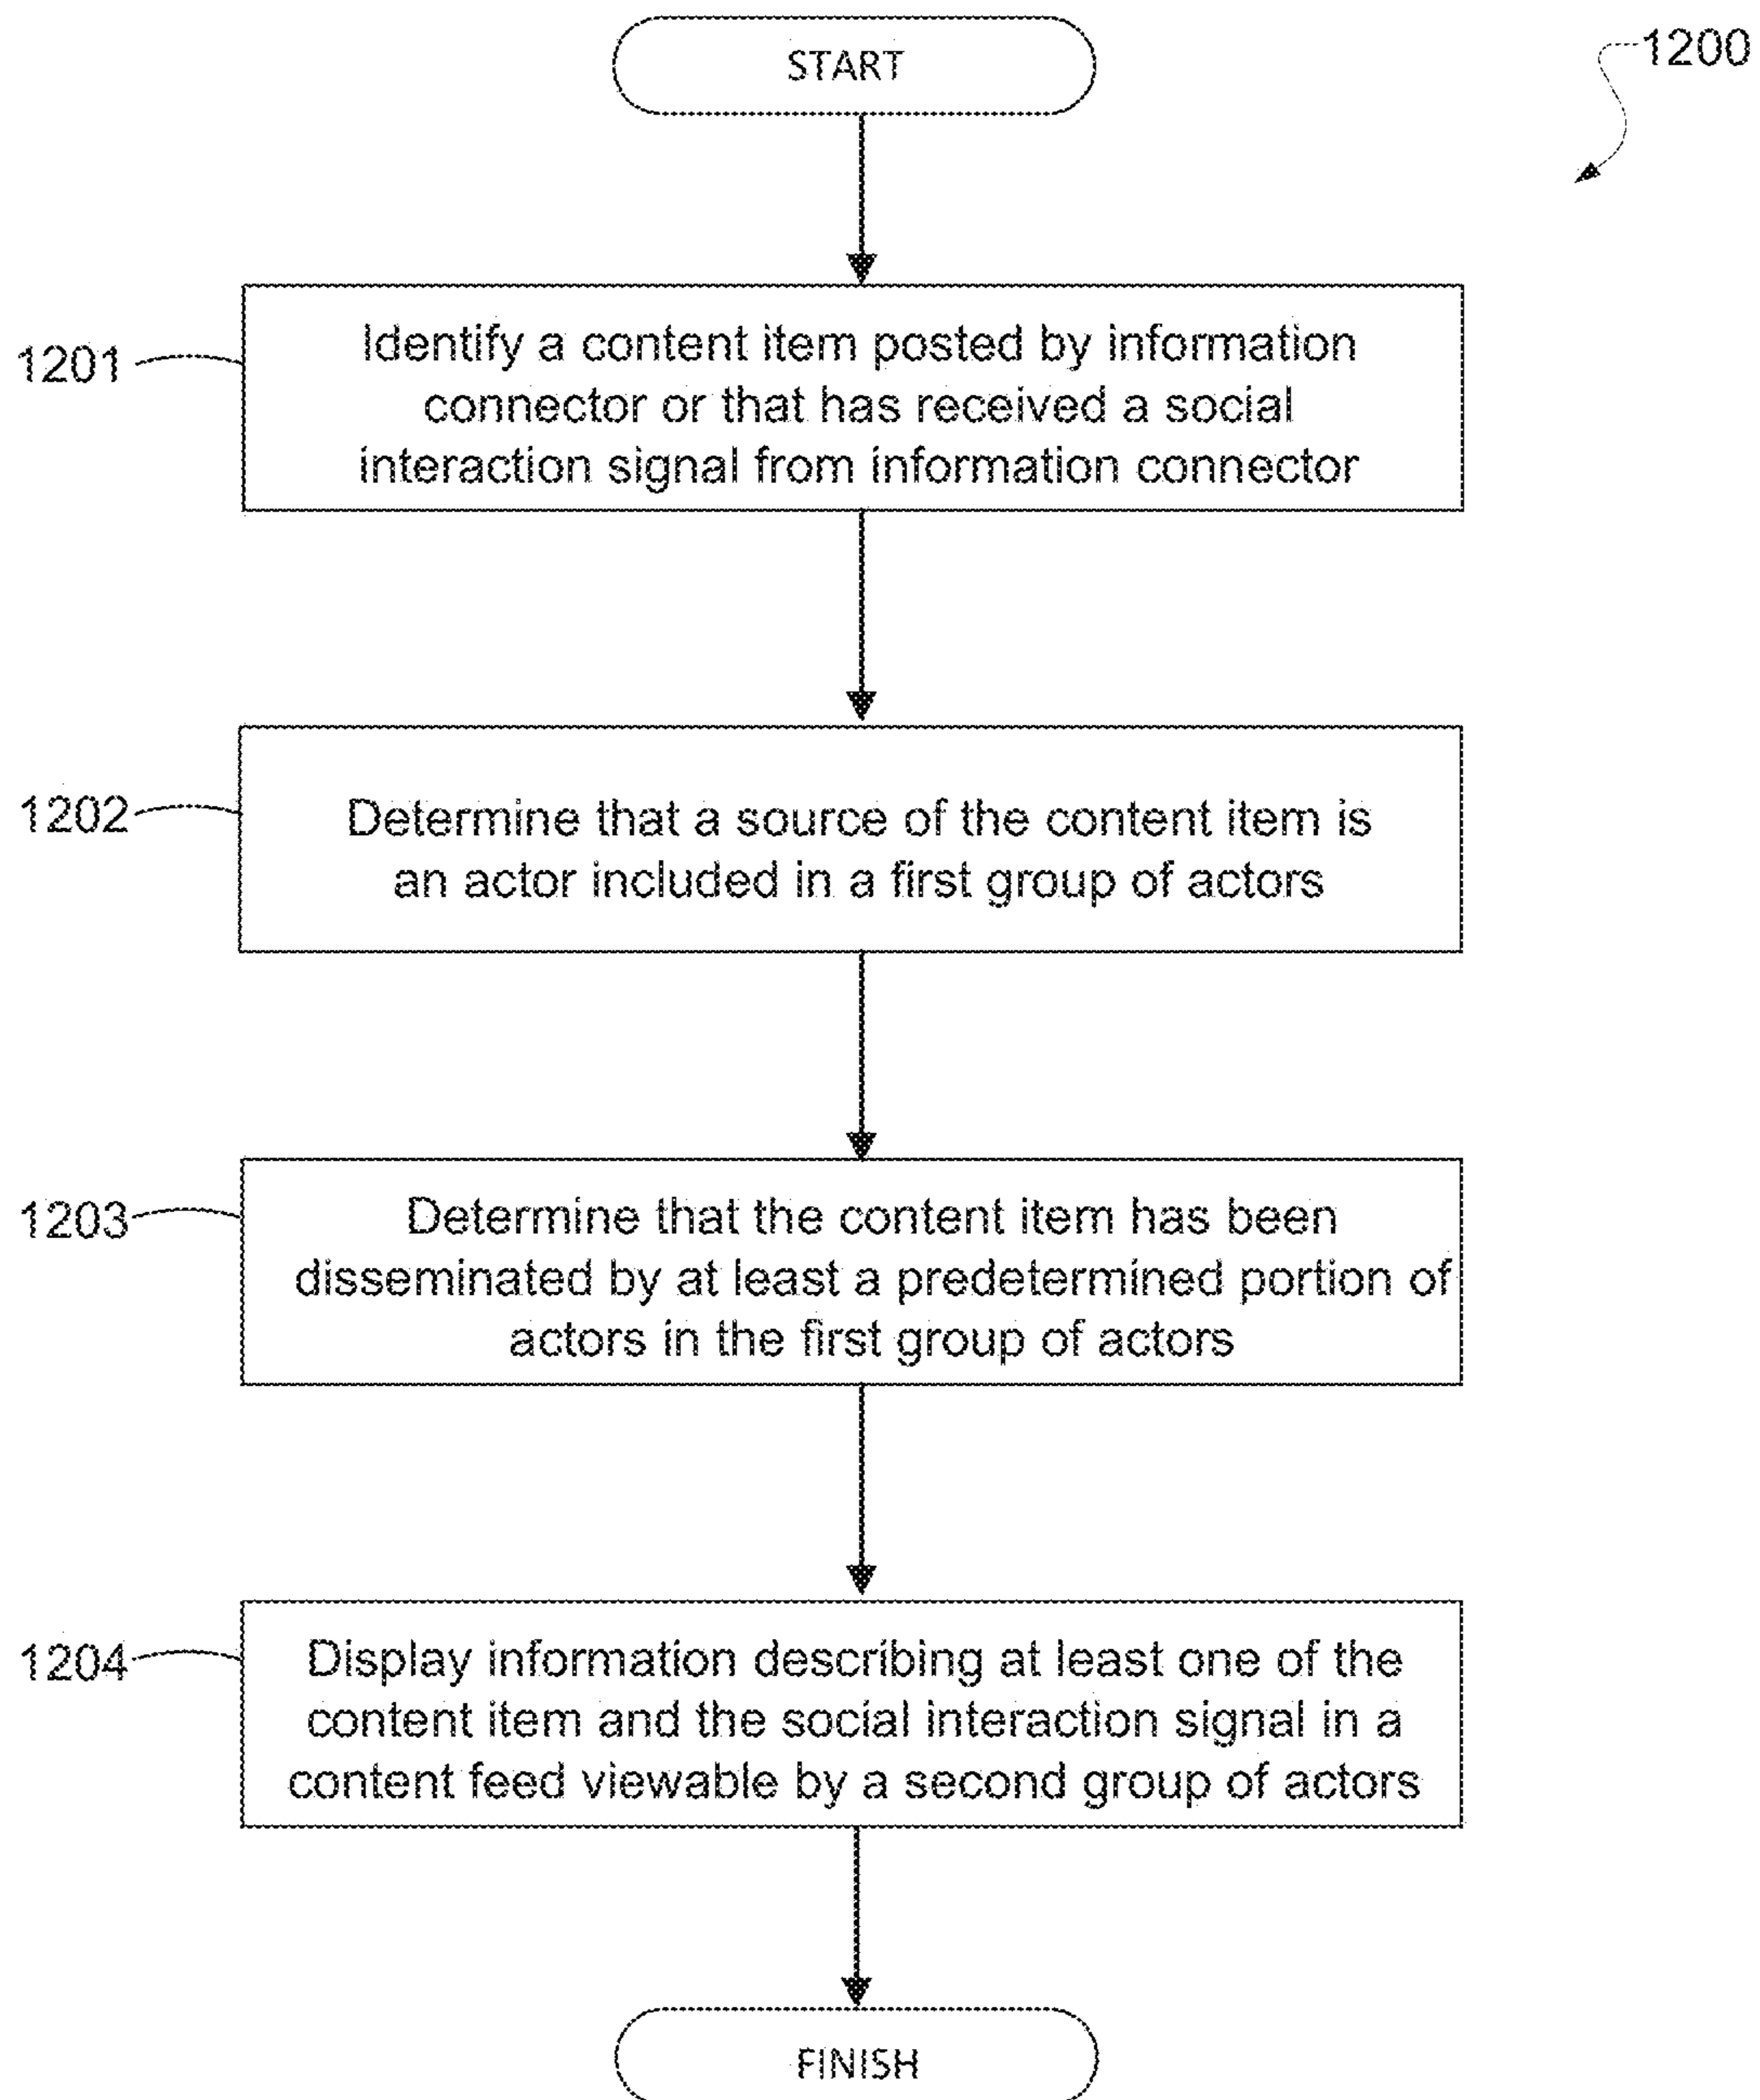 START
1200
1201
Identify a content item posted by information
connector or that has received a social
interaction signal from information connector
1202
Determine that a source of the content item is
an actor included in a first group of actors
1203
Determine that the content item has been
disseminated by at least a predetermined portion of
actors in the first group of actors
1204
Display information describing at least one of the
content item and the social interaction signal in a
content feed viewable by a second group of actors
FINISH